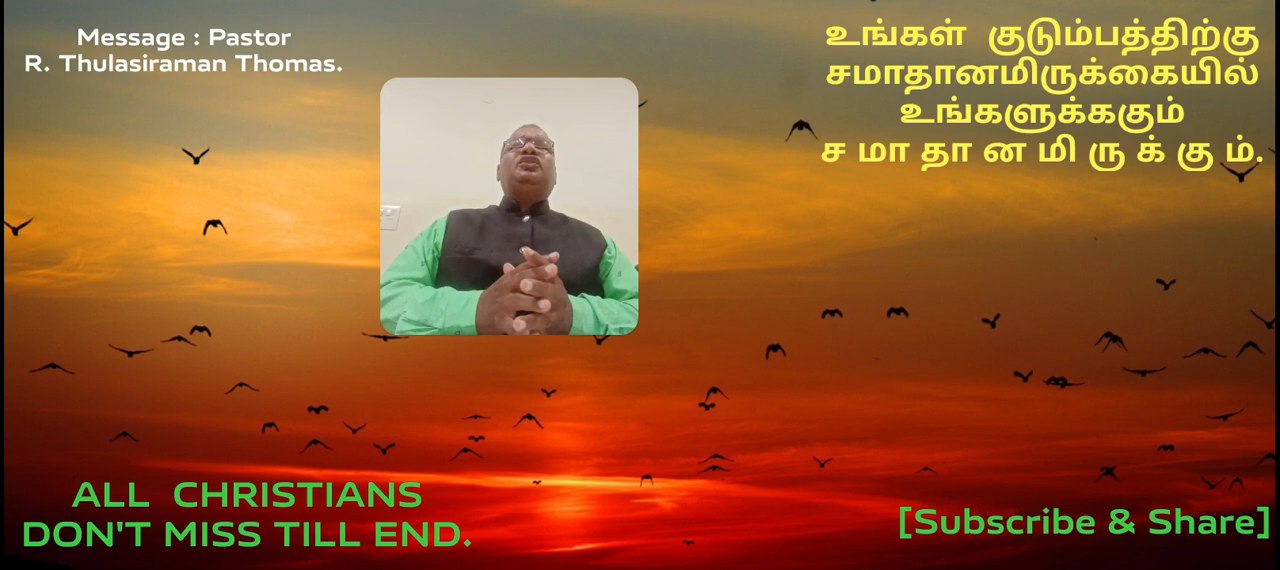 Message : Pastor
R. Thulasiraman Thomas.
உங்கள் குடும்பத்திற்கு
சமாதானமிருக்கையில்
உங்களுக்ககும்
ச மா தா ன மி ரு க் கு ம்.
ALL CHRISTIANS
DON'T MISS TILL END.
[Subscribe & Share]